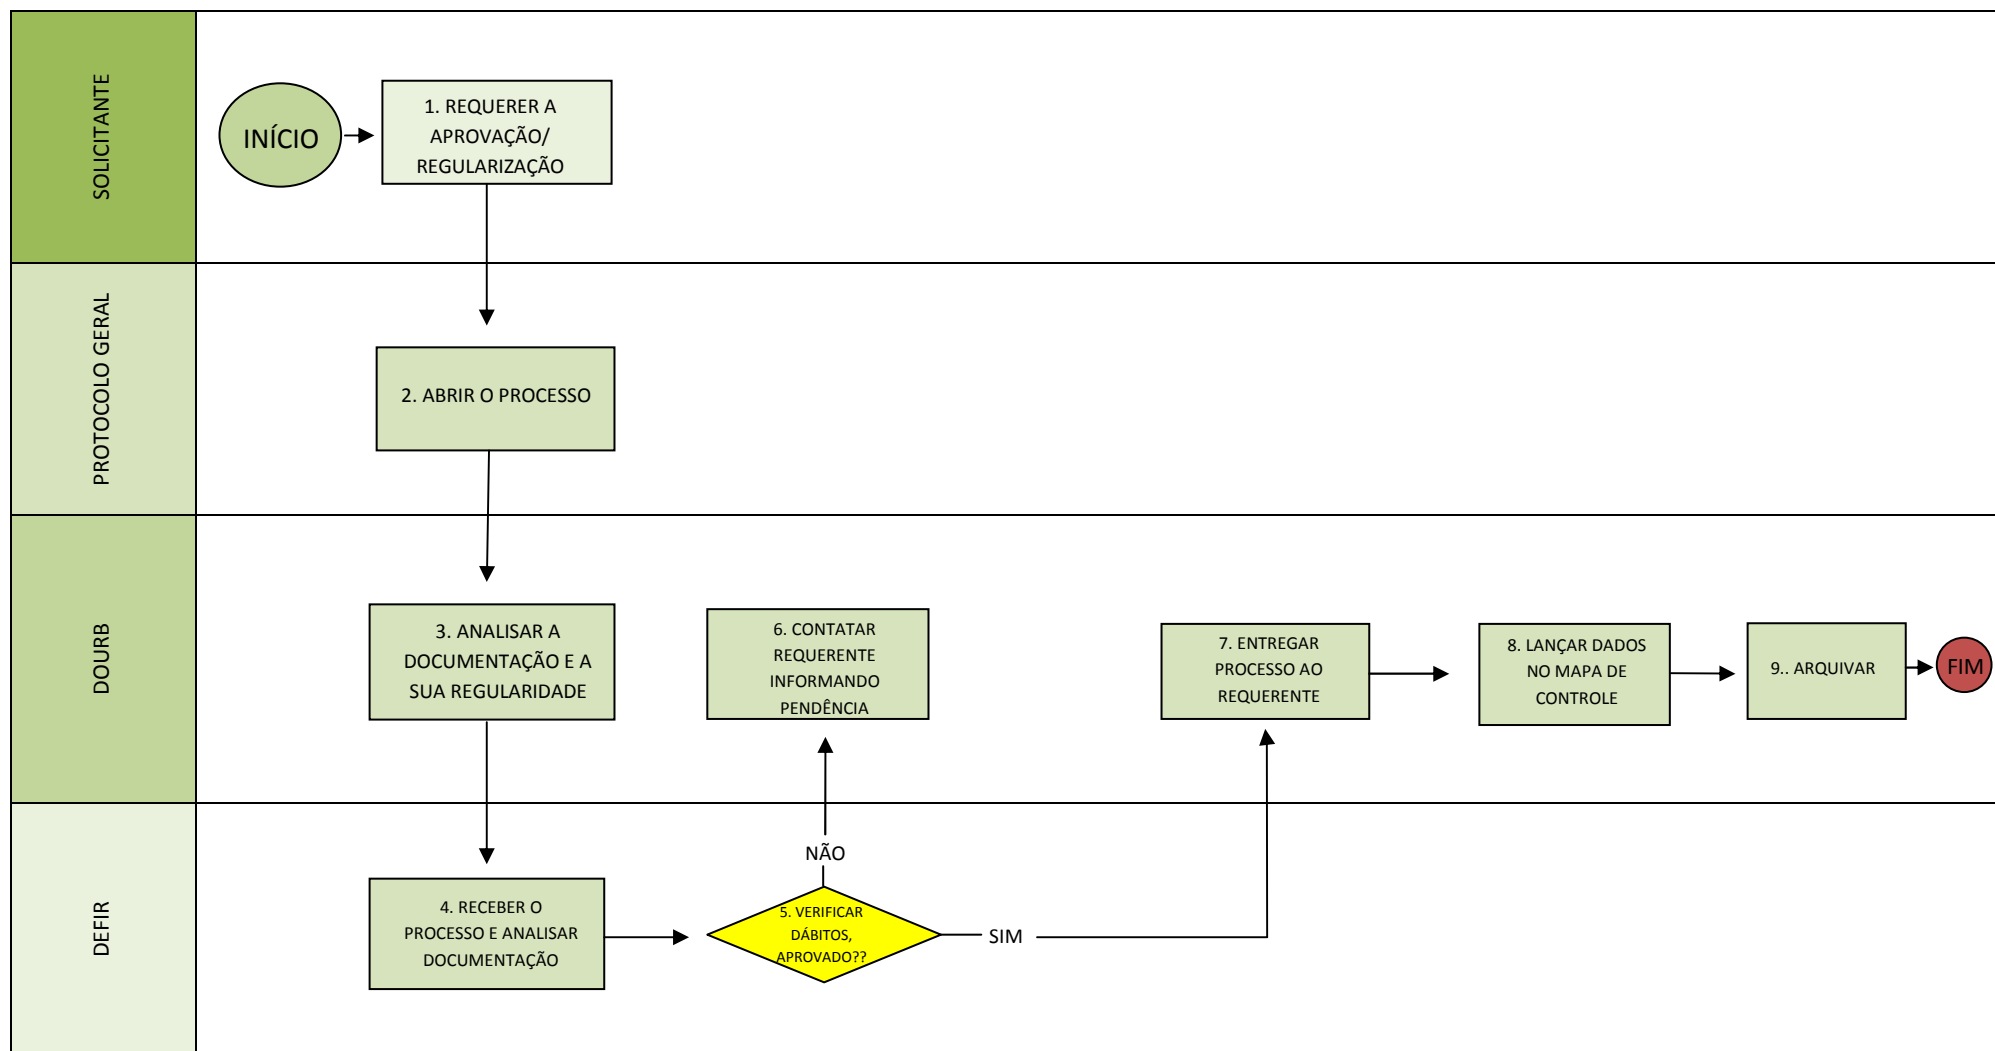 SOLICITANTE
INÍCIO
1. REQUERER A
APROVAÇÃO/
REGULARIZAÇÃO
PROTOCOLO GERAL
2. ABRIR O PROCESSO
DOURB
3. ANALISAR A
DOCUMENTAÇÃO E A
SUA REGULARIDADE
6. CONTATAR
REQUERENTE
INFORMANDO
PENDÊNCIA
7. ENTREGAR
PROCESSO AO
REQUERENTE
8. LANÇAR DADOS
NO MAPA DE
CONTROLE
9.. ARQUIVAR
FIM
DEFIR
4. RECEBER O
PROCESSO E ANALISAR
DOCUMENTAÇÃO
NÃO
5. VERIFICAR
DÁBITOS,
APROVADO??
SIM